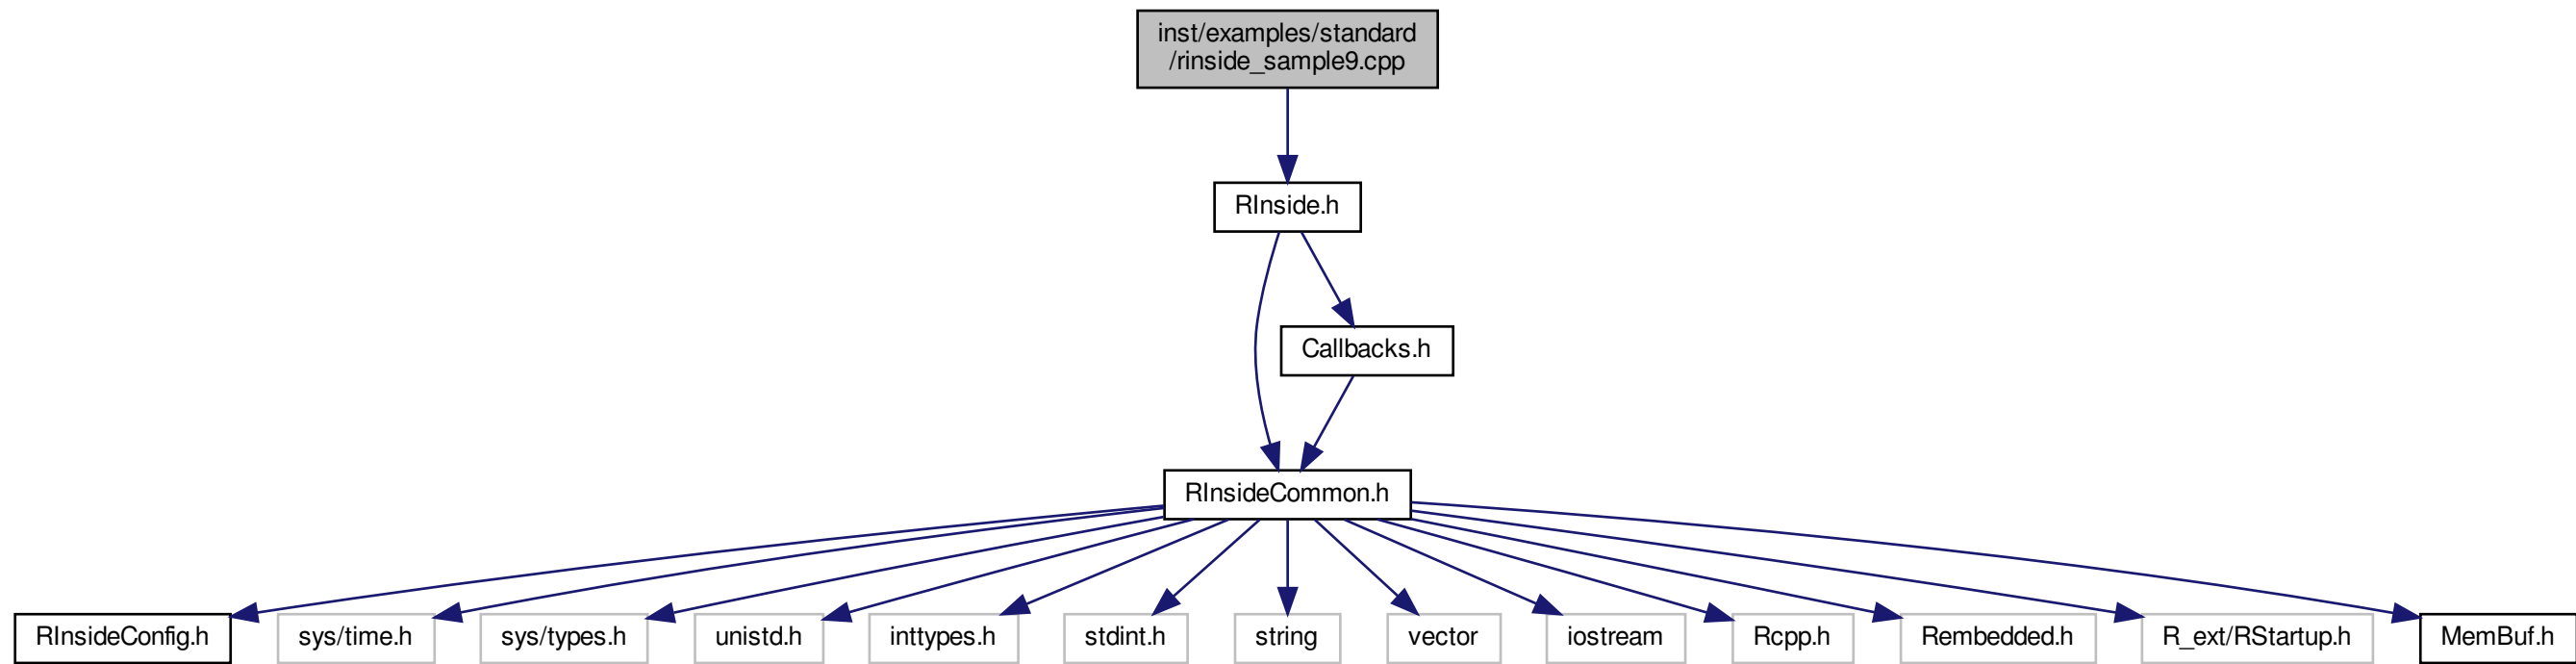 inst/examples/standard
/rinside_sample9.cpp
RInside.h
Callbacks.h
RInsideCommon.h
RInsideConfig.h
sys/time.h
sys/types.h
unistd.h
inttypes.h
stdint.h
string
vector
iostream
Rcpp.h
Rembedded.h
R_ext/RStartup.h
MemBuf.h